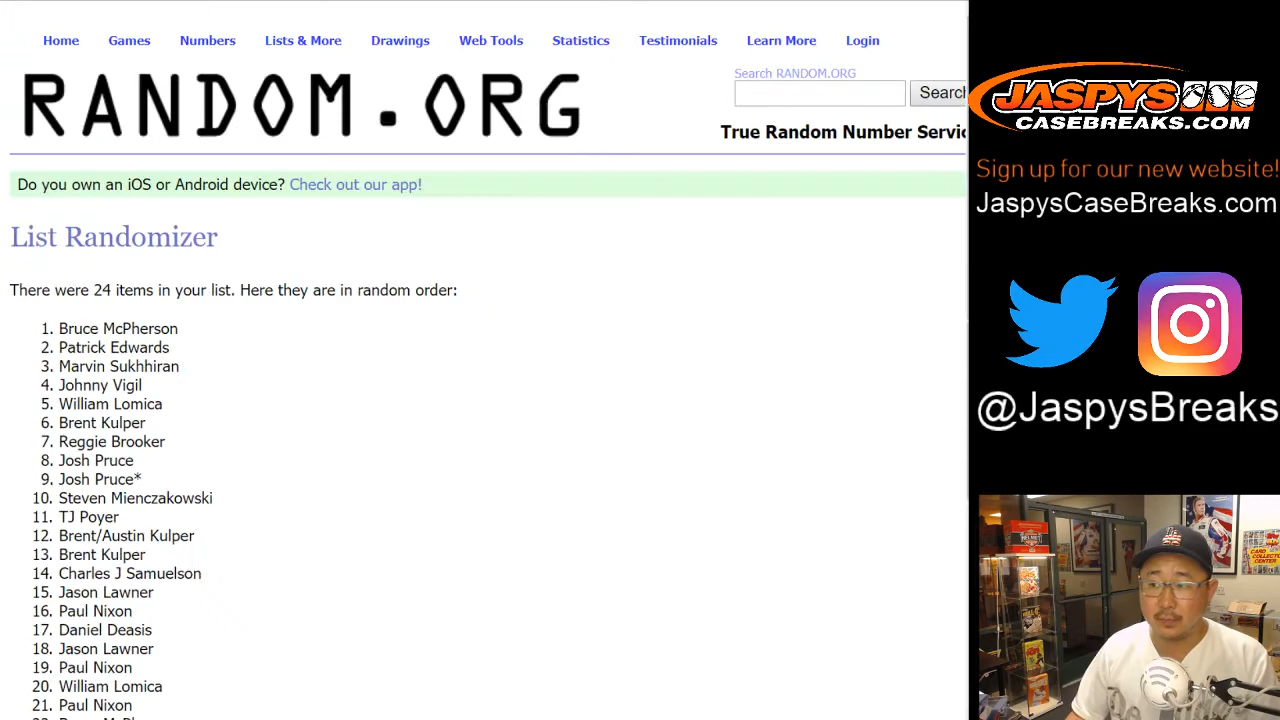 Home Games Numbers Lists & More Drawings Web Tools Statistics Testimonials Learn More Login
RANDOM.ORG
Search RANDOM.ORG
Search
True Random Number Servic
Do you own an iOS or Android device? Check out our app!
List Randomizer
There were 24 items in your list. Here they are in random order:
1. Bruce McPherson
2. Patrick Edwards
3. Marvin Sukhhiran
4. Johnny Vigil
5. William Lomica
6. Brent Kulper
7. Reggie Brooker
8. Josh Pruce
9. Josh Pruce*
10. Steven Mienczakowski
11. TJ Poyer
12. Brent/Austin Kulper
13. Brent Kulper
14. Charles J Samuelson
15. Jason Lawner
16. Paul Nixon
17. Daniel Deasis
18. Jason Lawner
19. Paul Nixon
20. William Lomica
21. Paul Nixon
JASPYS
CASEBREAKS.COM
Sign up for our new website!
JaspysCaseBreaks.com
@JaspysBreaks